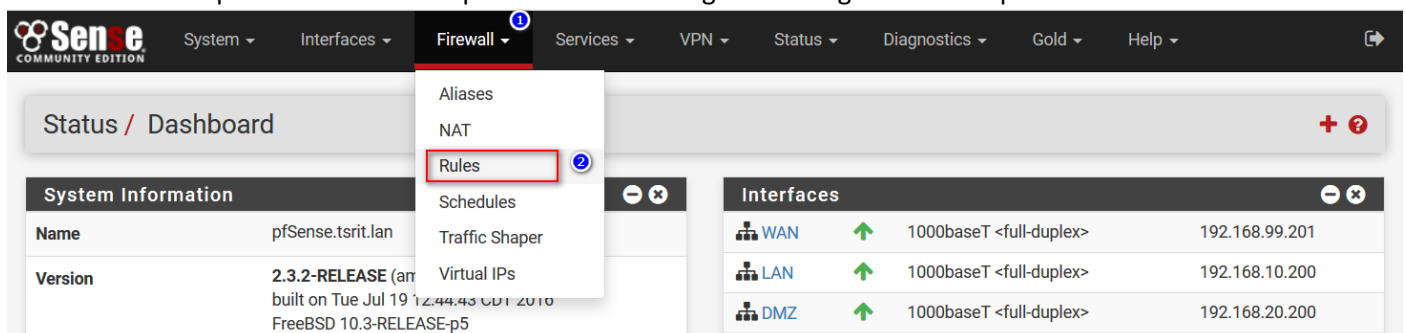 Sense
COMMUNITY EDITION
System
Interfaces
Firewall
1
Services
VPN
Status
Diagnostics
Gold
Help
Aliases
NAT
Rules
2
Schedules
Traffic Shaper
Virtual IPs
Status / Dashboard
System Information
Name pfSense.tsrit.lan
Version 2.3.2-RELEASE
built on Tue Jul 19 12:44:43 CDT 2016
FreeBSD 10.3-RELEASE-p5
Interfaces
WAN 1000baseT <full-duplex> 192.168.99.201
LAN 1000baseT <full-duplex> 192.168.10.200
DMZ 1000baseT <full-duplex> 192.168.20.200